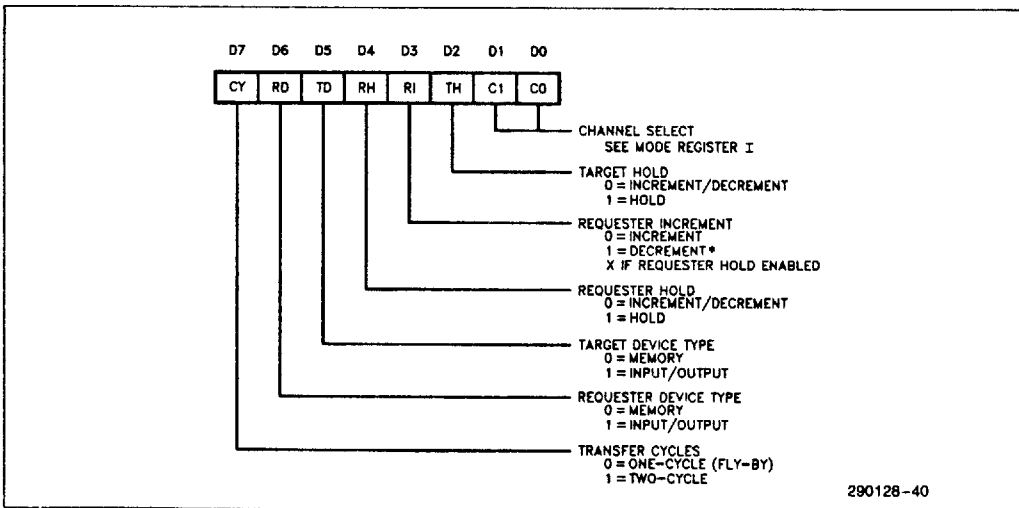 D7 D6 D5 D4 D3 D2 D1 D0
CY RD TD RH RI TH C1 C0
CHANNEL SELECT
SEE MODE REGISTER I
TARGET HOLD
0 = INCREMENT/DECREMENT
1 = HOLD
REQUESTER INCREMENT
0 = INCREMENT
1 = DECREMENT*
X IF REQUESTER HOLD ENABLED
REQUESTER HOLD
0 = INCREMENT/DECREMENT
1 = HOLD
TARGET DEVICE TYPE
0 = MEMORY
1 = INPUT/OUTPUT
REQUESTER DEVICE TYPE
0 = MEMORY
1 = INPUT/OUTPUT
TRANSFER CYCLES
0 = ONE-CYCLE (FLY-BY)
1 = TWO-CYCLE
290128-40